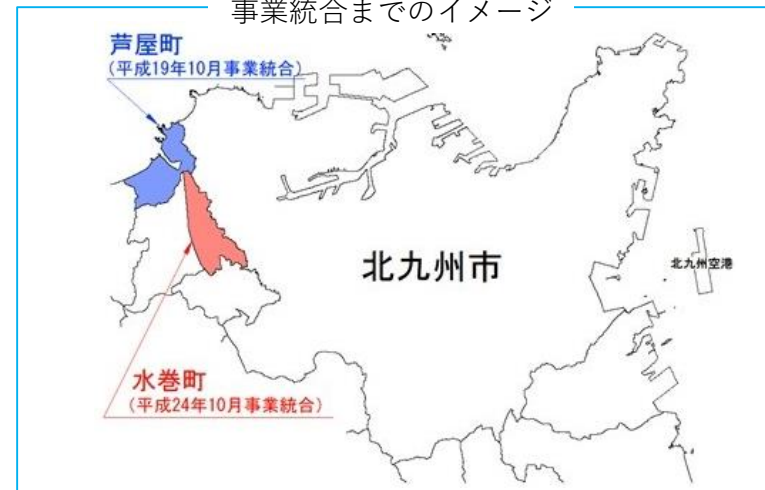 事業統合までのイメージ
芦屋町
(平成19年10月事業統合)
北九州市
北九州空港
水巻町
(平成24年10月事業統合)